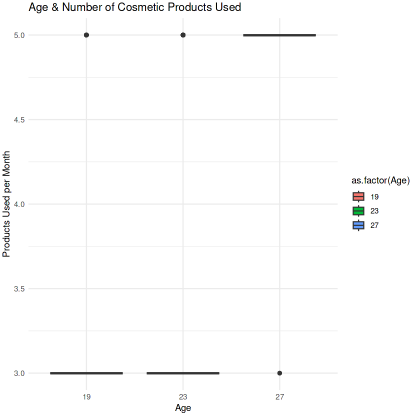 Age & Number of Cosmetic Products Used
5.0
4.5
4.0
3.5
3.0
Products Used per Month
19 23 27
Age
as.factor(Age)
19
23
27